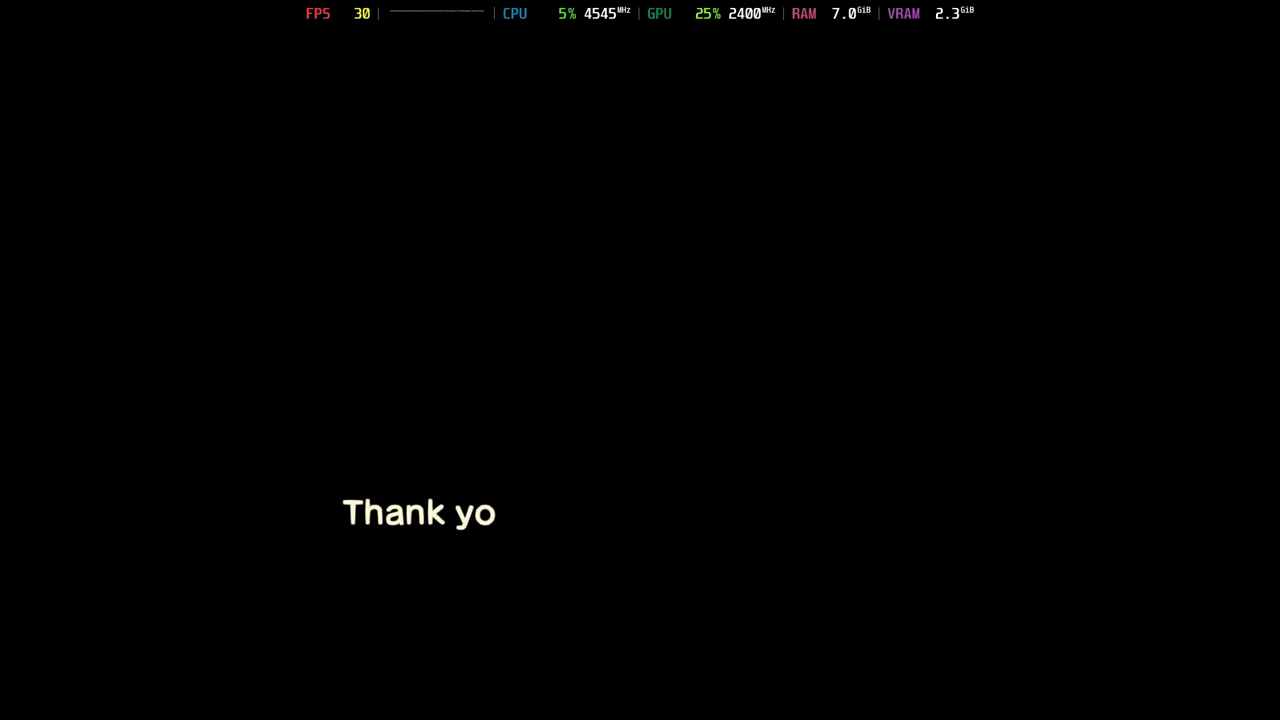 FPS 30 | CPU 5% 4545MHz | GPU 25% 2400MHz | RAM 7.0GiB | VRAM 2.3GiB
Thank yo